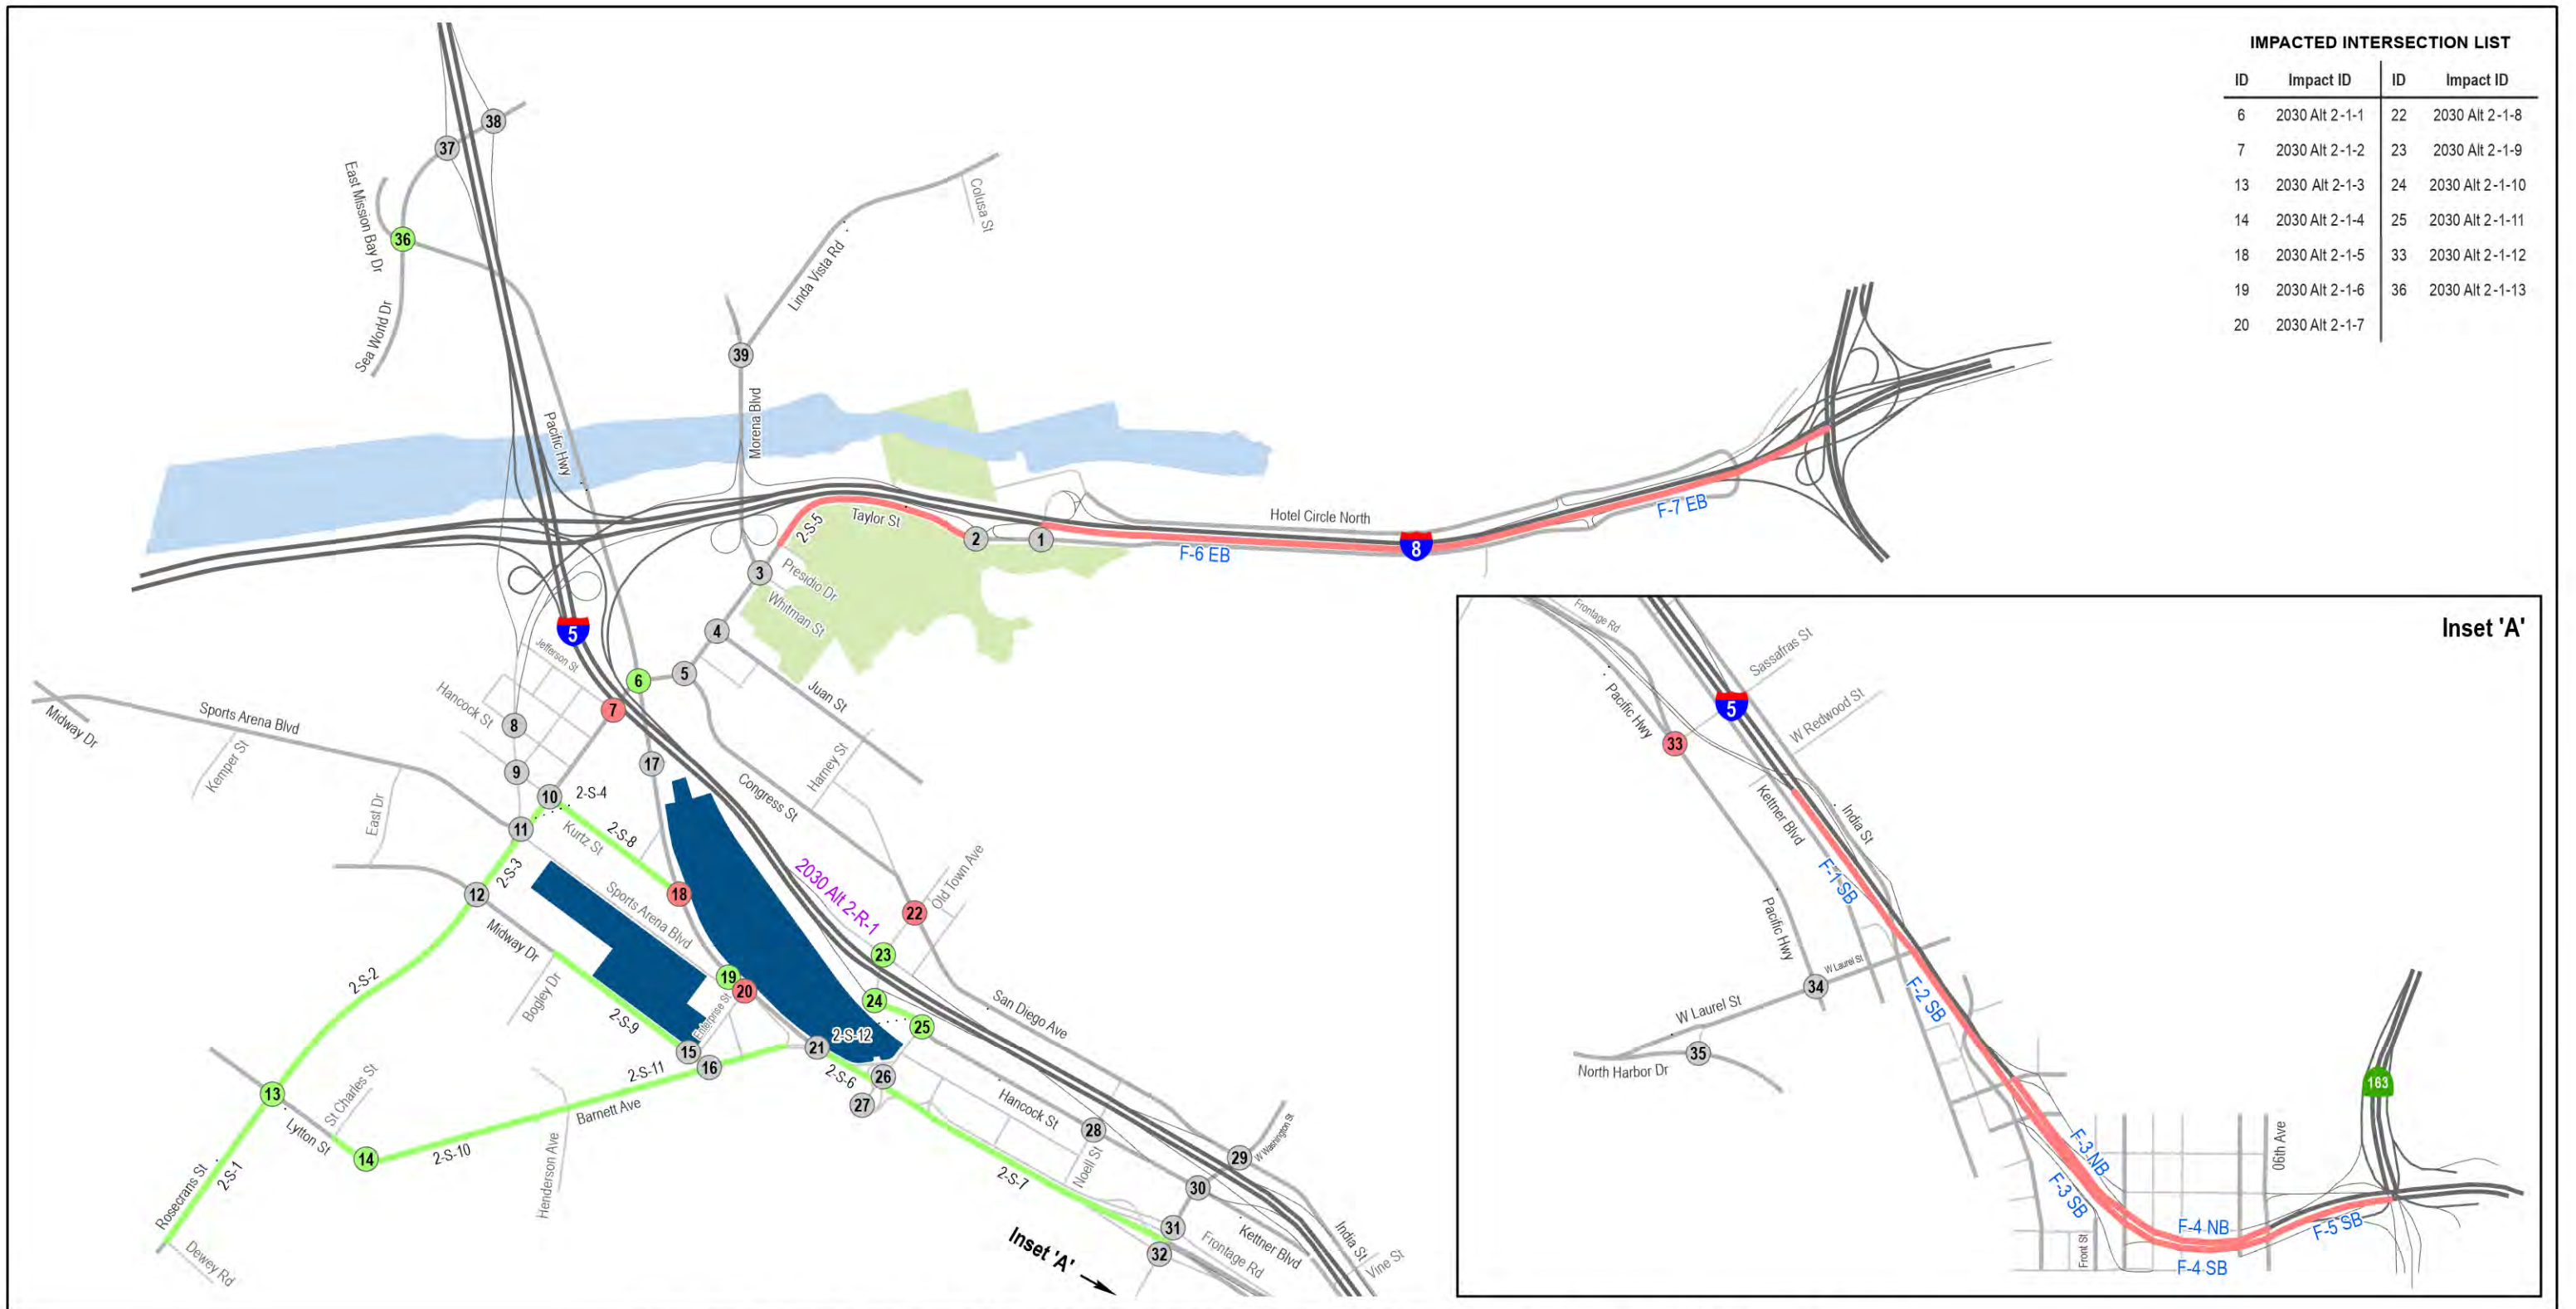 IMPACTED INTERSECTION LIST
ID Impact ID ID Impact ID
6 2030 Alt 2-1-1 22 2030 Alt 2-1-8
7 2030 Alt 2-1-2 23 2030 Alt 2-1-9
13 2030 Alt 2-1-3 24 2030 Alt 2-1-10
14 2030 Alt 2-1-4 25 2030 Alt 2-1-11
18 2030 Alt 2-1-5 33 2030 Alt 2-1-12
19 2030 Alt 2-1-6 36 2030 Alt 2-1-13
20 2030 Alt 2-1-7
38
37
East Mission Bay Dr
36
Sea World Dr
Colusa St
Linda Vista Rd
39
Morena Blvd
Pacific Hwy
2-S-5
Taylor St
2
1
Hotel Circle North
F-6 EB
8
F-7 EB
3
Presidio Dr
Whitman St
4
5
5
Jefferson St
6
7
Juan St
Hancock St
8
Sports Arena Blvd
Midway Dr
Kemper St
9
17
Harney St
Congress St
10
2-S-4
11
Kurtz St
2-S-8
East Dr
2-S-3
12
2030 Alt 2-R-1
Old Town Ave
18
Sports Arena Blvd
22
Midway Dr
23
2-S-2
19
20
Bogley Dr
Enterprise St
24
San Diego Ave
2-S-9
25
2-S-12
21
15
16
2-S-11
2-S-6
26
27
13
St Charles St
Lytton St
Barnett Ave
Hancock St
28
14
2-S-10
Henderson Ave
Noell St
29
W Washington St
2-S-7
30
Rosecrans St
2-S-1
31
Dewey Rd
32
Frontage Rd
Kettner Blvd
India St
Vine St
Inset 'A'
Inset 'A'
Frontage Rd
Sassafras St
5
W Redwood St
Pacific Hwy
33
Kettner Blvd
India St
F-1 SB
Pacific Hwy
W Laurel St
34
F-2 SB
W Laurel St
35
North Harbor Dr
163
06th Ave
F-3 NB
F-3 SB
F-4 NB
F-5 SB
Front St
F-4 SB